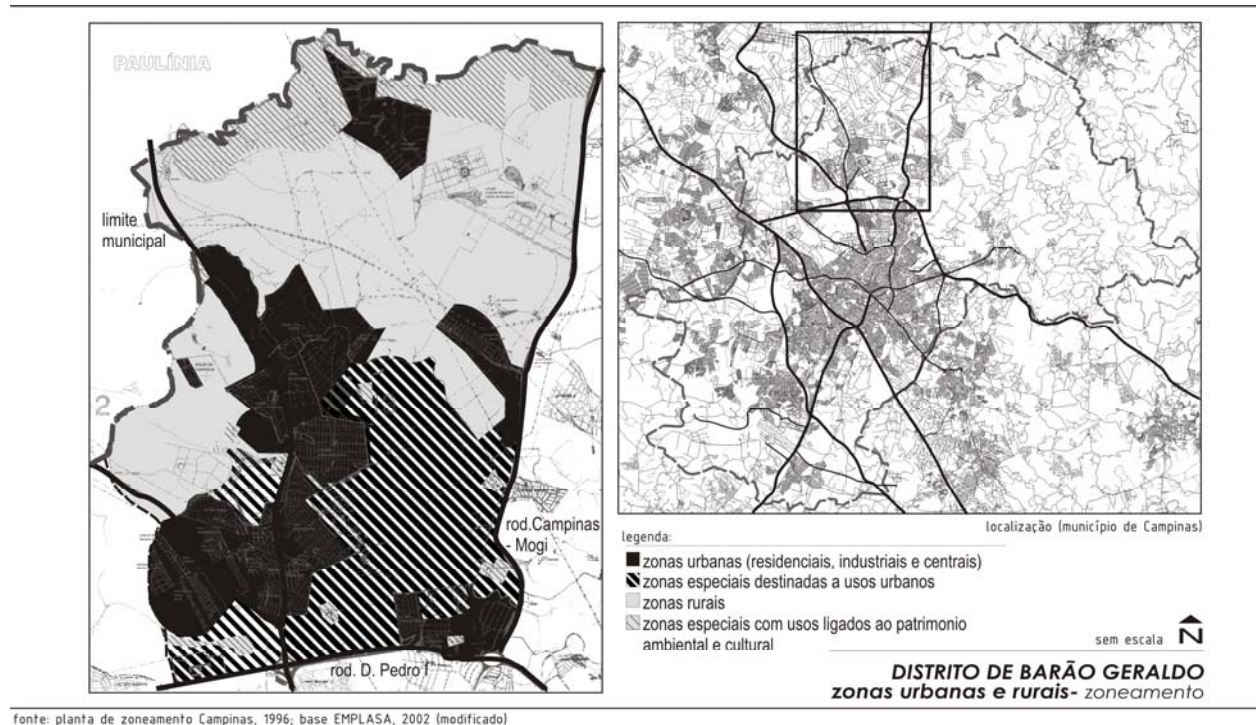 PAULÍNIA
limite
municipal
2
rod.Campinas
- Mogi
rod. D. Pedro I
localização (município de Campinas)
legenda:
zonas urbanas (residenciais, industriais e centrais)
zonas especiais destinadas a usos urbanos
zonas rurais
zonas especiais com usos ligados ao patrimonio
ambiental e cultural
sem escala
N
DISTRITO DE BARÃO GERALDO
zonas urbanas e rurais- zoneamento
fonte: planta de zoneamento Campinas, 1996; base EMPLASA, 2002 (modificado)